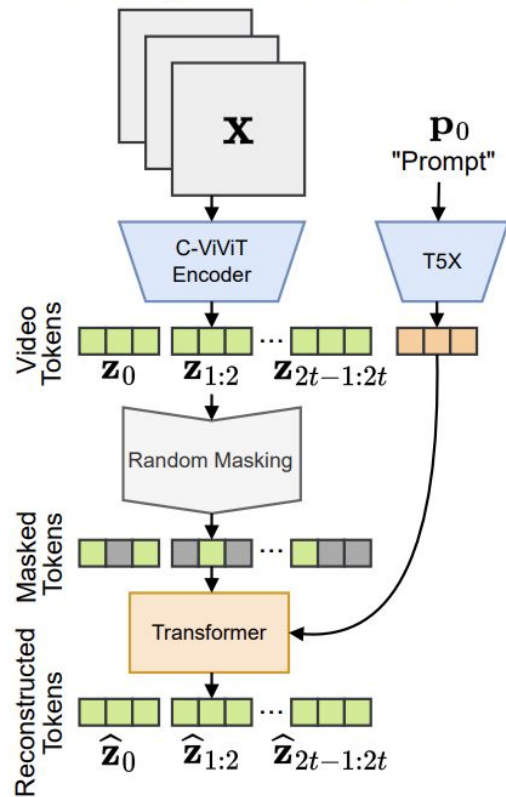 x
p₀
"Prompt"
C-ViViT
Encoder
T5X
Video
Tokens
...
z₀ z₁:₂ z₂ₜ₋₁:₂ₜ
Random Masking
Masked
Tokens
...
Transformer
Reconstructed
Tokens
...
ẑ₀ ẑ₁:₂ ẑ₂ₜ₋₁:₂ₜ